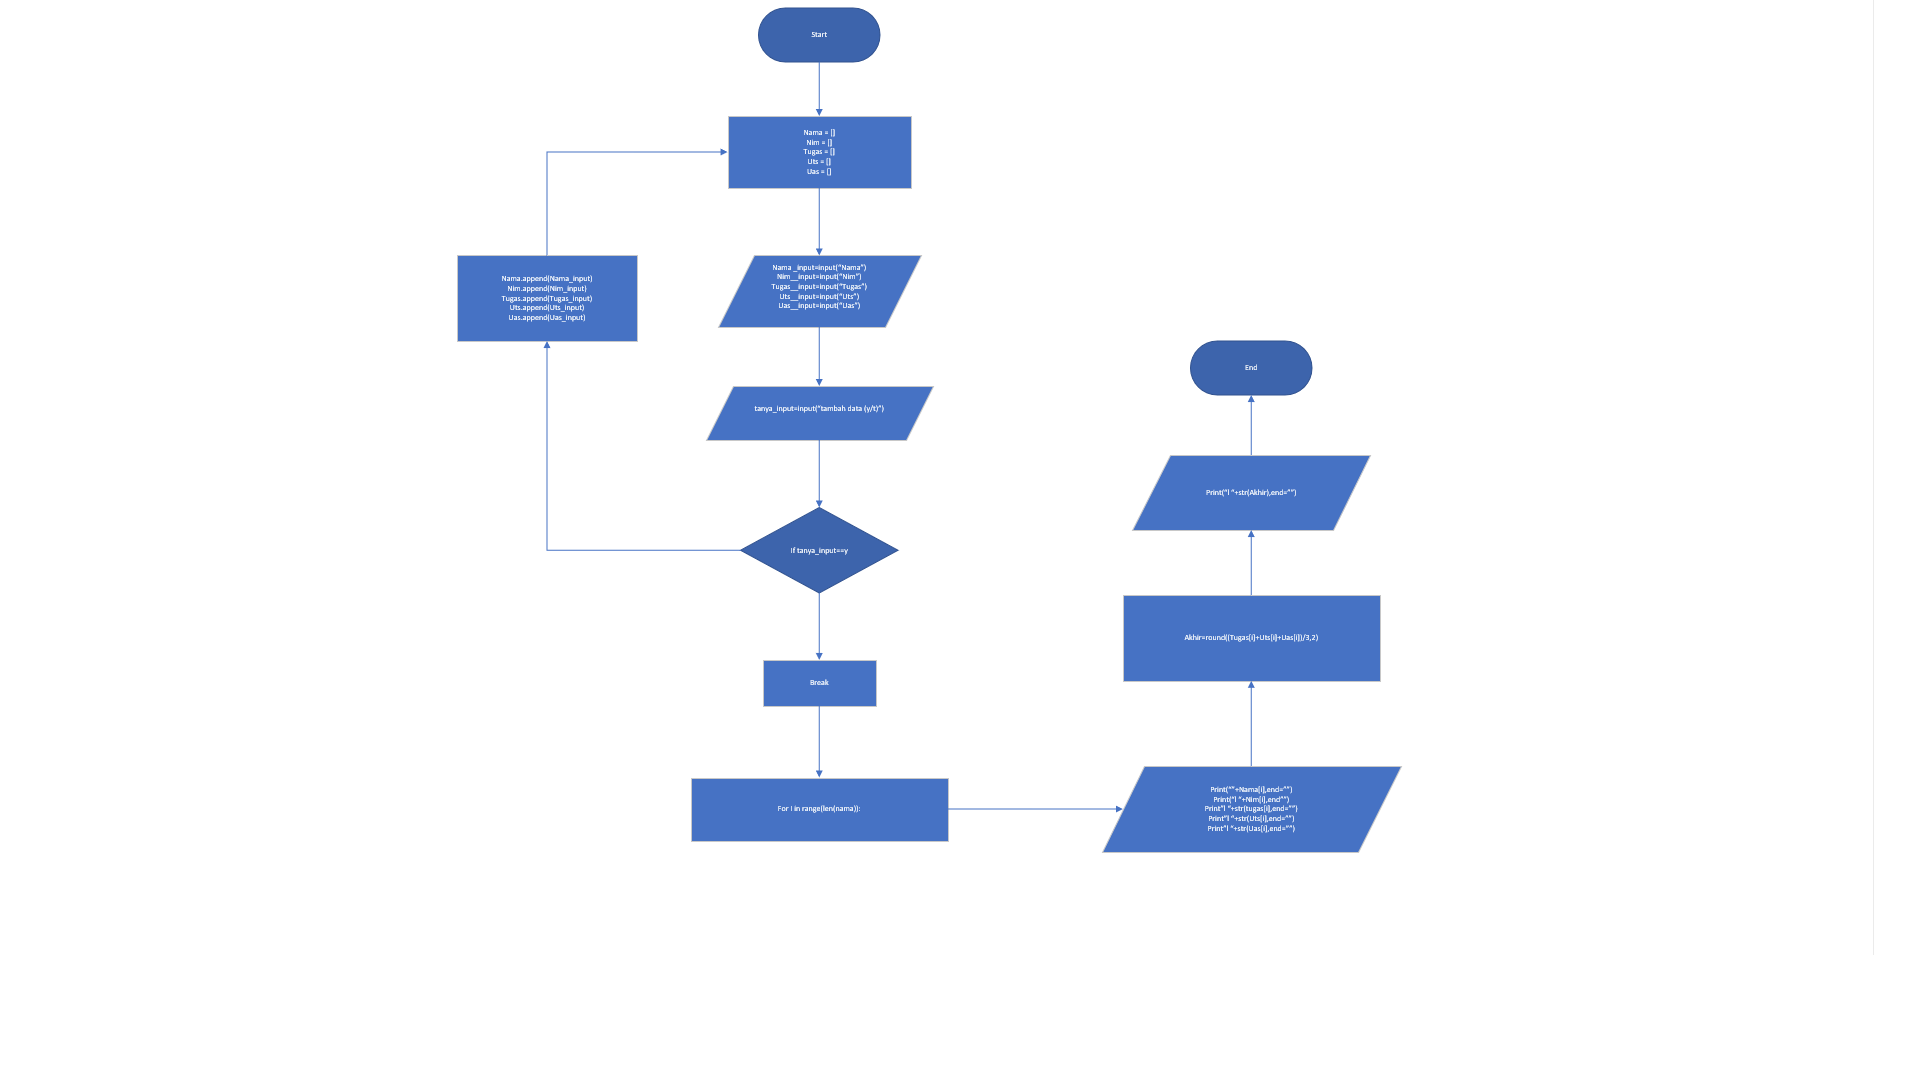 Start
Nama = []
Nim = []
Tugas = []
Uts = []
Uas = []
Nama _input=input(“Nama”)
Nim__input=input(“Nim”)
Tugas__input=input(“Tugas”)
Uts__input=input(“Uts”)
Uas__input=input(“Uas”)
tanya_input=input(“tambah data (y/t)”)
If tanya_input==y
Nama.append(Nama_input)
Nim.append(Nim_input)
Tugas.append(Tugas_input)
Uts.append(Uts_input)
Uas.append(Uas_input)
Break
For I in range(len(nama)):
Print(“”+Nama[i],end=“”)
Print(“l “+Nim[i],end“”)
Print“l “+str(tugas[i],end=“”)
Print“l “+str(Uts[i],end=“”)
Print“l “+str(Uas[i],end=“”)
Akhir=round((Tugas[i]+Uts[i]+Uas[i])/3,2)
Print(“l “+str(Akhir),end=“”)
End